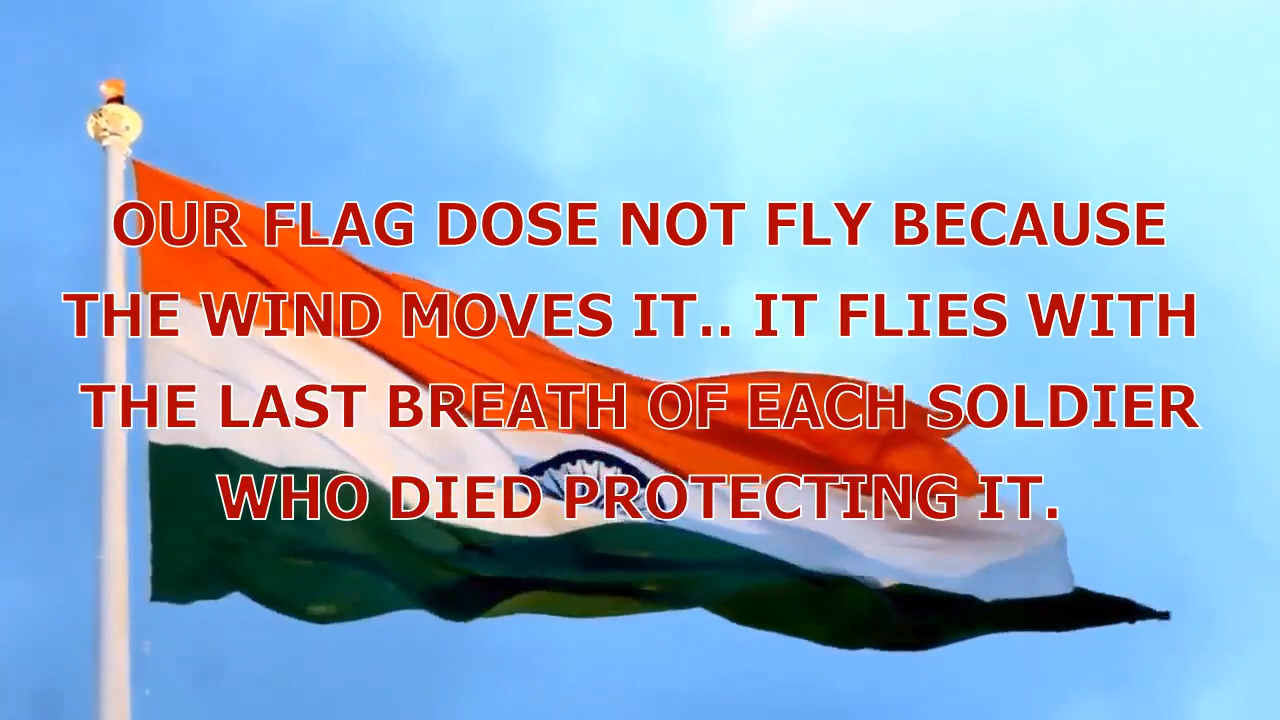 OUR FLAG DOSE NOT FLY BECAUSE
THE WIND MOVES IT.. IT FLIES WITH
THE LAST BREATH OF EACH SOLDIER
WHO DIED PROTECTING IT.